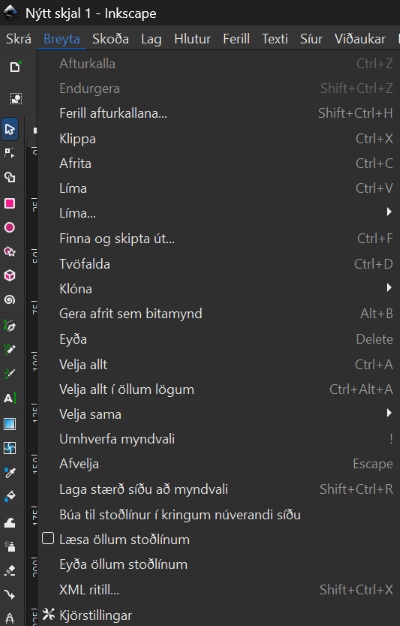 Nýtt skjal 1 - Inkscape
Skrá Breyta Skoða Lag Hlutur Ferill Texti Síur Viðaukar
Afturkalla Ctrl+Z
Endurgera Shift+Ctrl+Z
Ferill afturkallana... Shift+Ctrl+H
Klippa Ctrl+X
Afrita Ctrl+C
Líma Ctrl+V
Líma...
Finna og skipta út... Ctrl+F
Tvöfalda Ctrl+D
Klóna
Gera afrit sem bitamynd Alt+B
Eyða Delete
Velja allt Ctrl+A
Velja allt í öllum lögum Ctrl+Alt+A
Velja sama
Umhverfa myndvali !
Afvelja Escape
Laga stærð síðu að myndvali Shift+Ctrl+R
Búa til stoðlínur í kringum núverandi síðu
Læsa öllum stoðlínum
Eyða öllum stoðlínum
XML ritill... Shift+Ctrl+X
Kjörstillingar